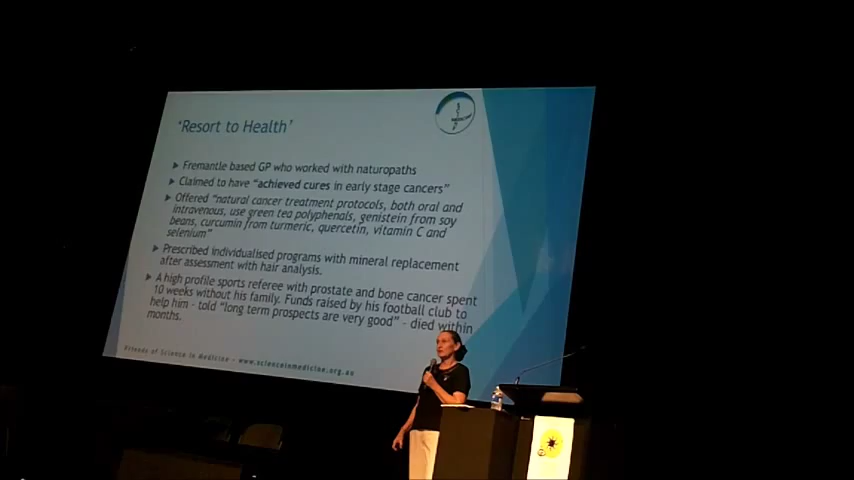 'Resort to Health'
Fremantle based GP who worked with naturopaths
Claimed to have "achieved cures in early stage cancers"
Offered "natural cancer treatment protocols, both oral and
intravenous, use green tea polyphenals, genistein from soy
beans, curcumin from turmeric, quercetin, vitamin C and
selenium"
Prescribed individualised programs with mineral replacement
after assessment with hair analysis.
A high profile sports referee with prostate and bone cancer spent
10 weeks without his family. Funds raised by his football club to
help him - told "long term prospects are very good" - died within
months.
Friends of Science in Medicine - www.scienceinmedicine.org.au